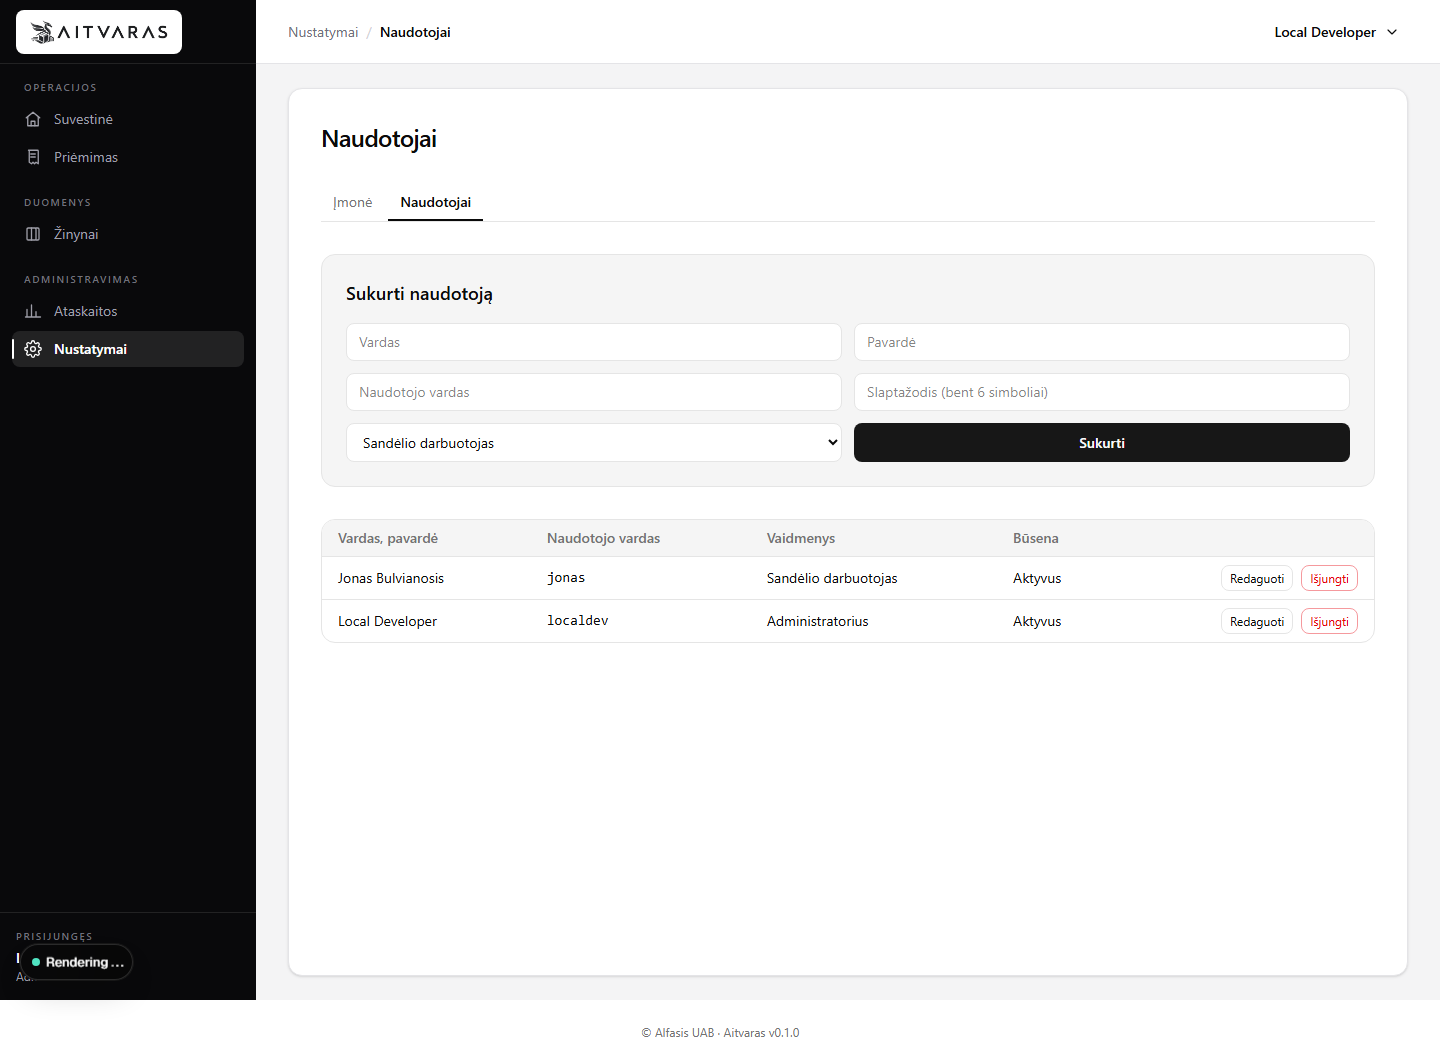 AITVARAS
Nustatymai / Naudotojai
Local Developer
OPERACIJOS
Suvestinė
Priėmimas
DUOMENYS
Žinynai
ADMINISTRAVIMAS
Ataskaitos
Nustatymai
PRISIJUNGĘS
Rendering ...
Naudotojai
Įmonė
Naudotojai
Sukurti naudotoją
Vardas
Pavardė
Naudotojo vardas
Slaptažodis (bent 6 simboliai)
Sandėlio darbuotojas
Sukurti
Vardas, pavardė Naudotojo vardas Vaidmenys Būsena
Jonas Bulvianosis jonas Sandėlio darbuotojas Aktyvus Redaguoti Išjungti
Local Developer localdev Administratorius Aktyvus Redaguoti Išjungti
© Alfasis UAB · Aitvaras v0.1.0